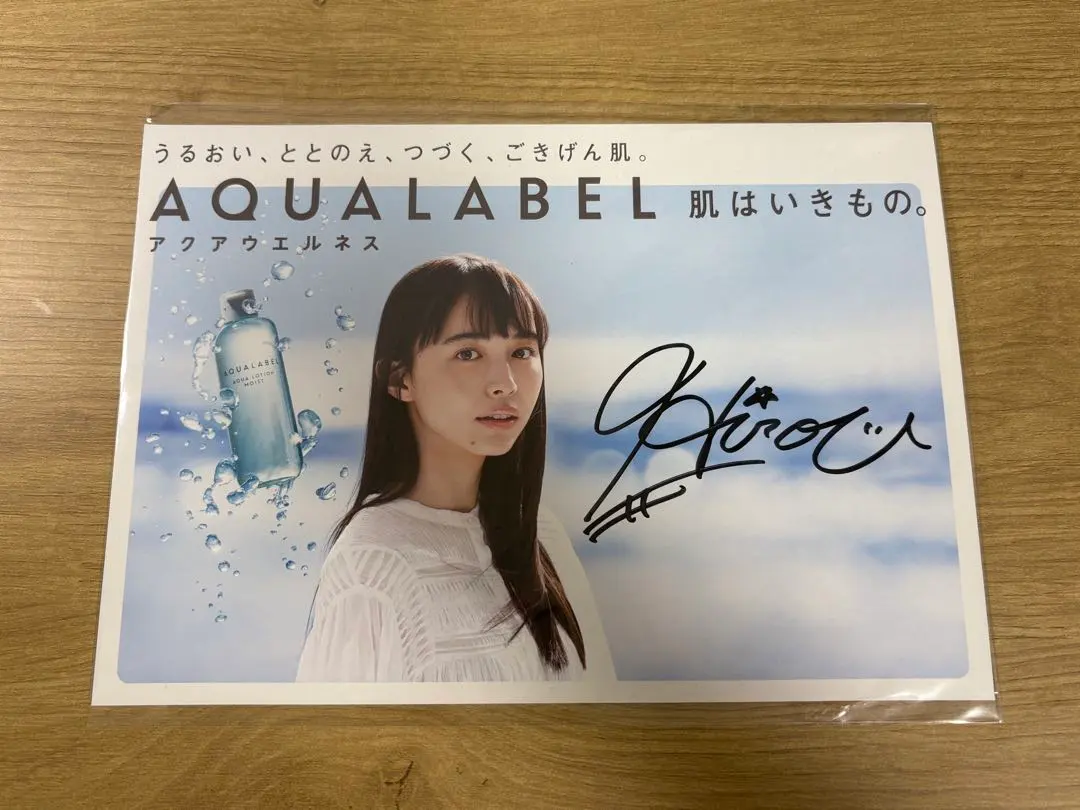 うるおい、ととのえ、つづく、ごきげん肌。
AQUALABEL 肌はいきもの。
アクアウエルネス
AQUALABEL
AQUA LOTION
MOIST